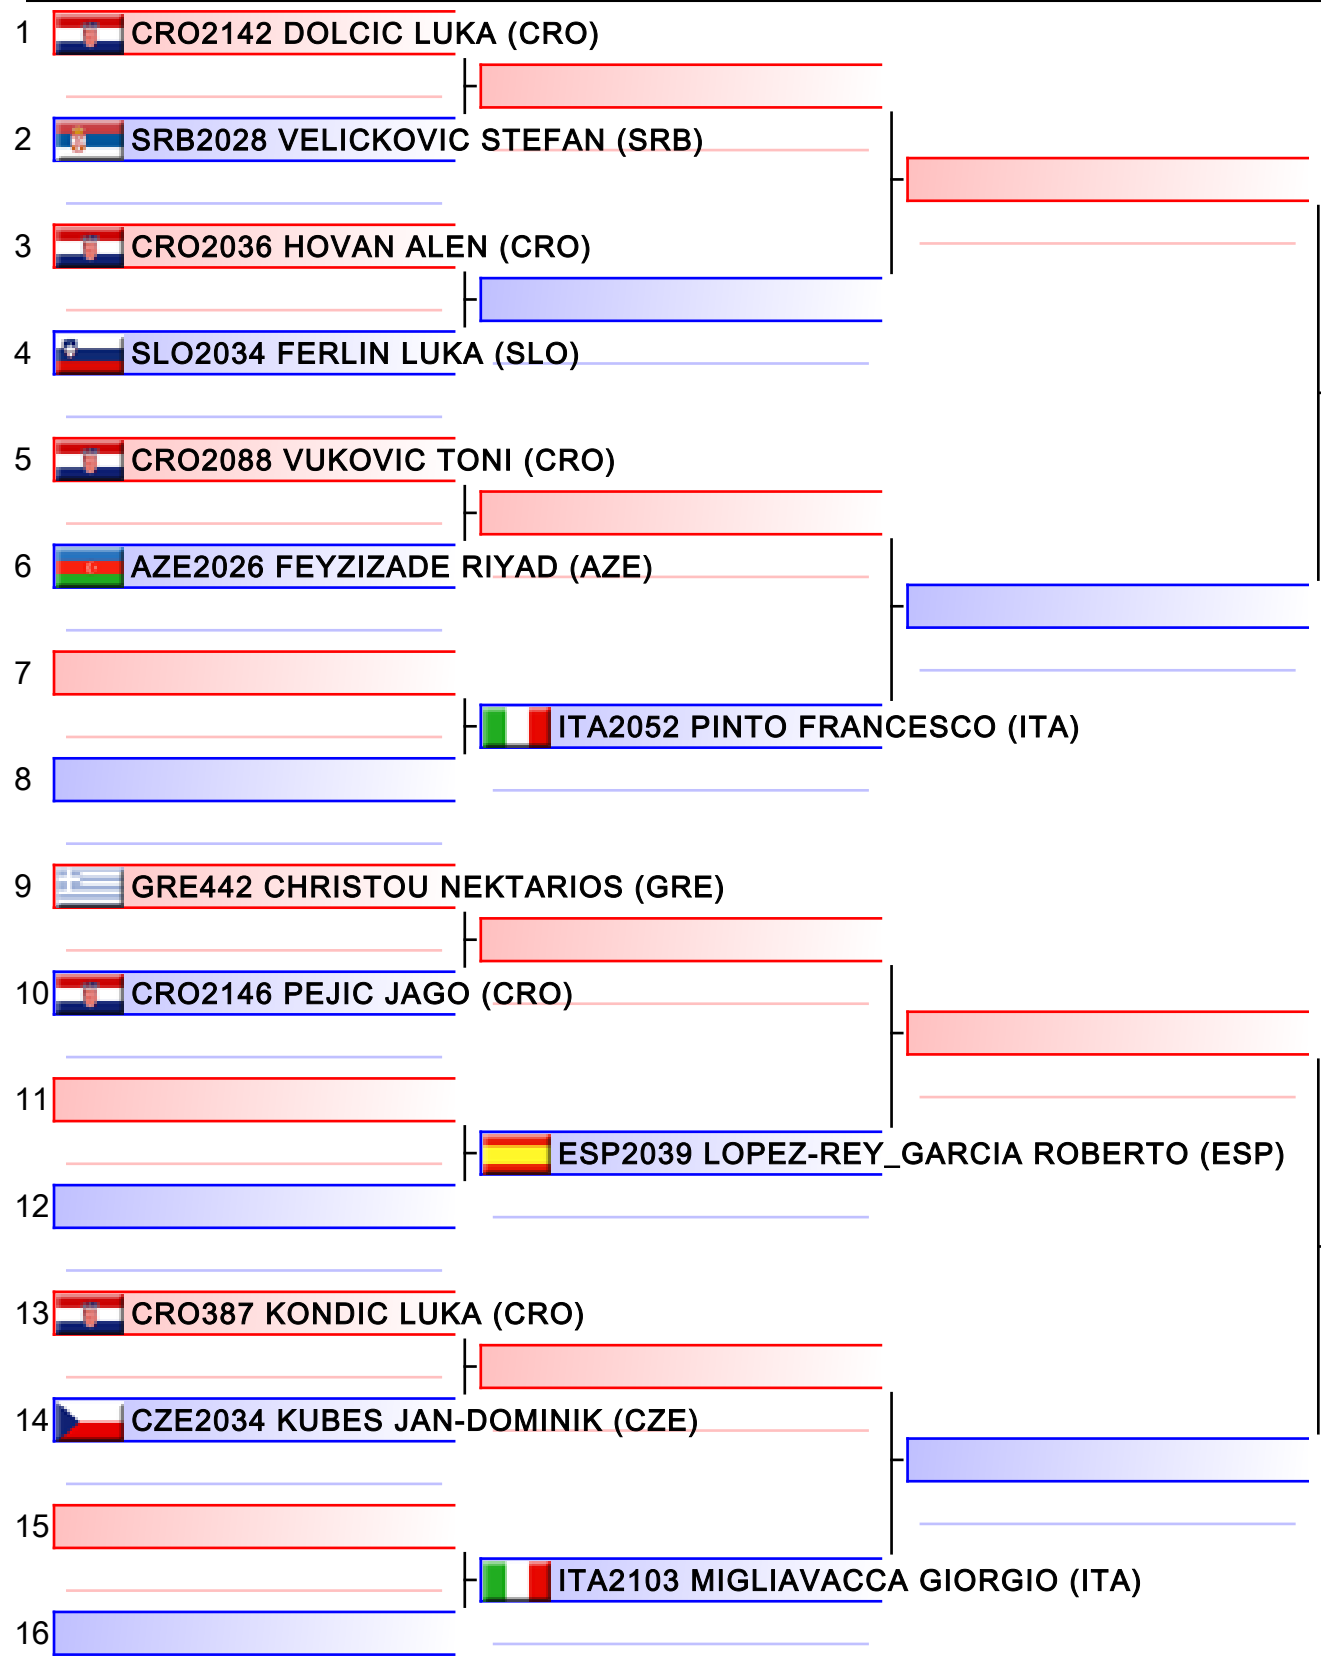 1 CRO2142 DOLCIC LUKA (CRO)
2 SRB2028 VELICKOVIC STEFAN (SRB)
3 CRO2036 HOVAN ALEN (CRO)
4 SLO2034 FERLIN LUKA (SLO)
5 CRO2088 VUKOVIC TONI (CRO)
6 AZE2026 FEYZIZADE RIYAD (AZE)
7
ITA2052 PINTO FRANCESCO (ITA)
8
9 GRE442 CHRISTOU NEKTARIOS (GRE)
10 CRO2146 PEJIC JAGO (CRO)
11
ESP2039 LOPEZ-REY_GARCIA ROBERTO (ESP)
12
13 CRO387 KONDIC LUKA (CRO)
14 CZE2034 KUBES JAN-DOMINIK (CZE)
15
ITA2103 MIGLIAVACCA GIORGIO (ITA)
16